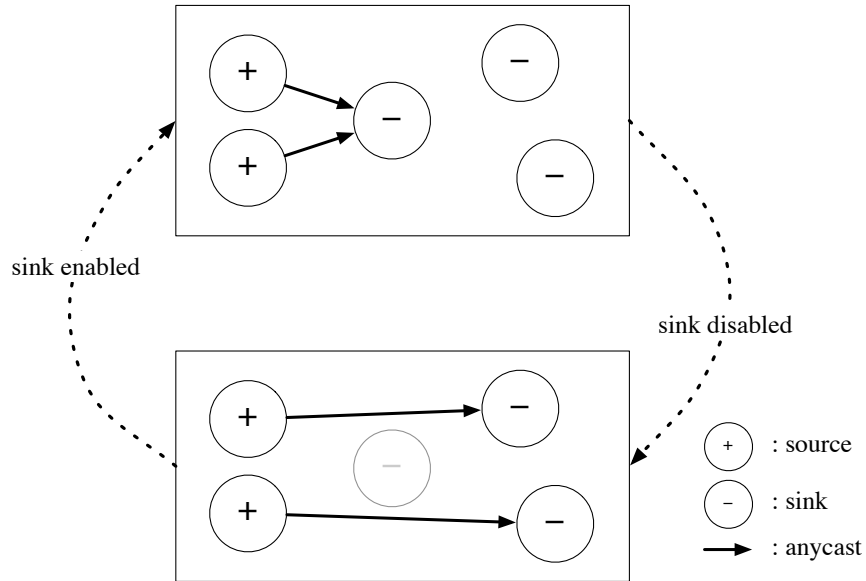 +
−
−
+
−
sink enabled
sink disabled
+
−
−
+
−
+ : source
− : sink
: anycast